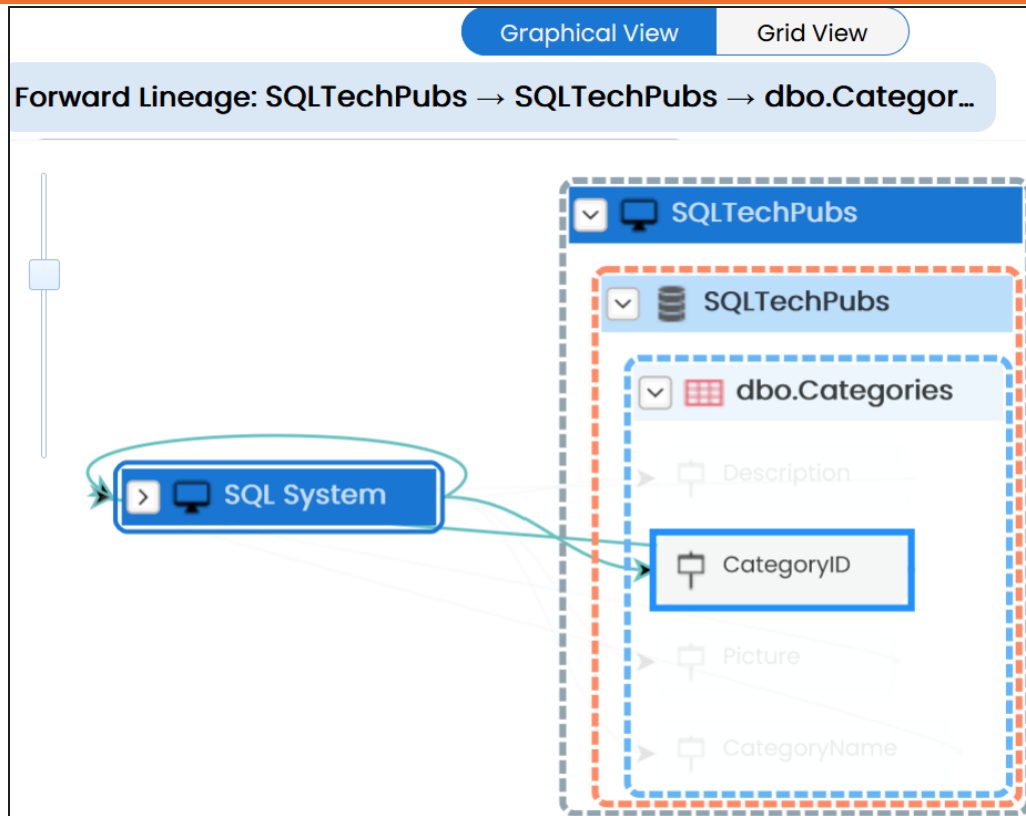 Graphical View Grid View
Forward Lineage: SQLTechPubs → SQLTechPubs → dbo.Categor...
SQLTechPubs
SQLTechPubs
dbo.Categories
Description
SQL System
CategoryID
Picture
CategoryName